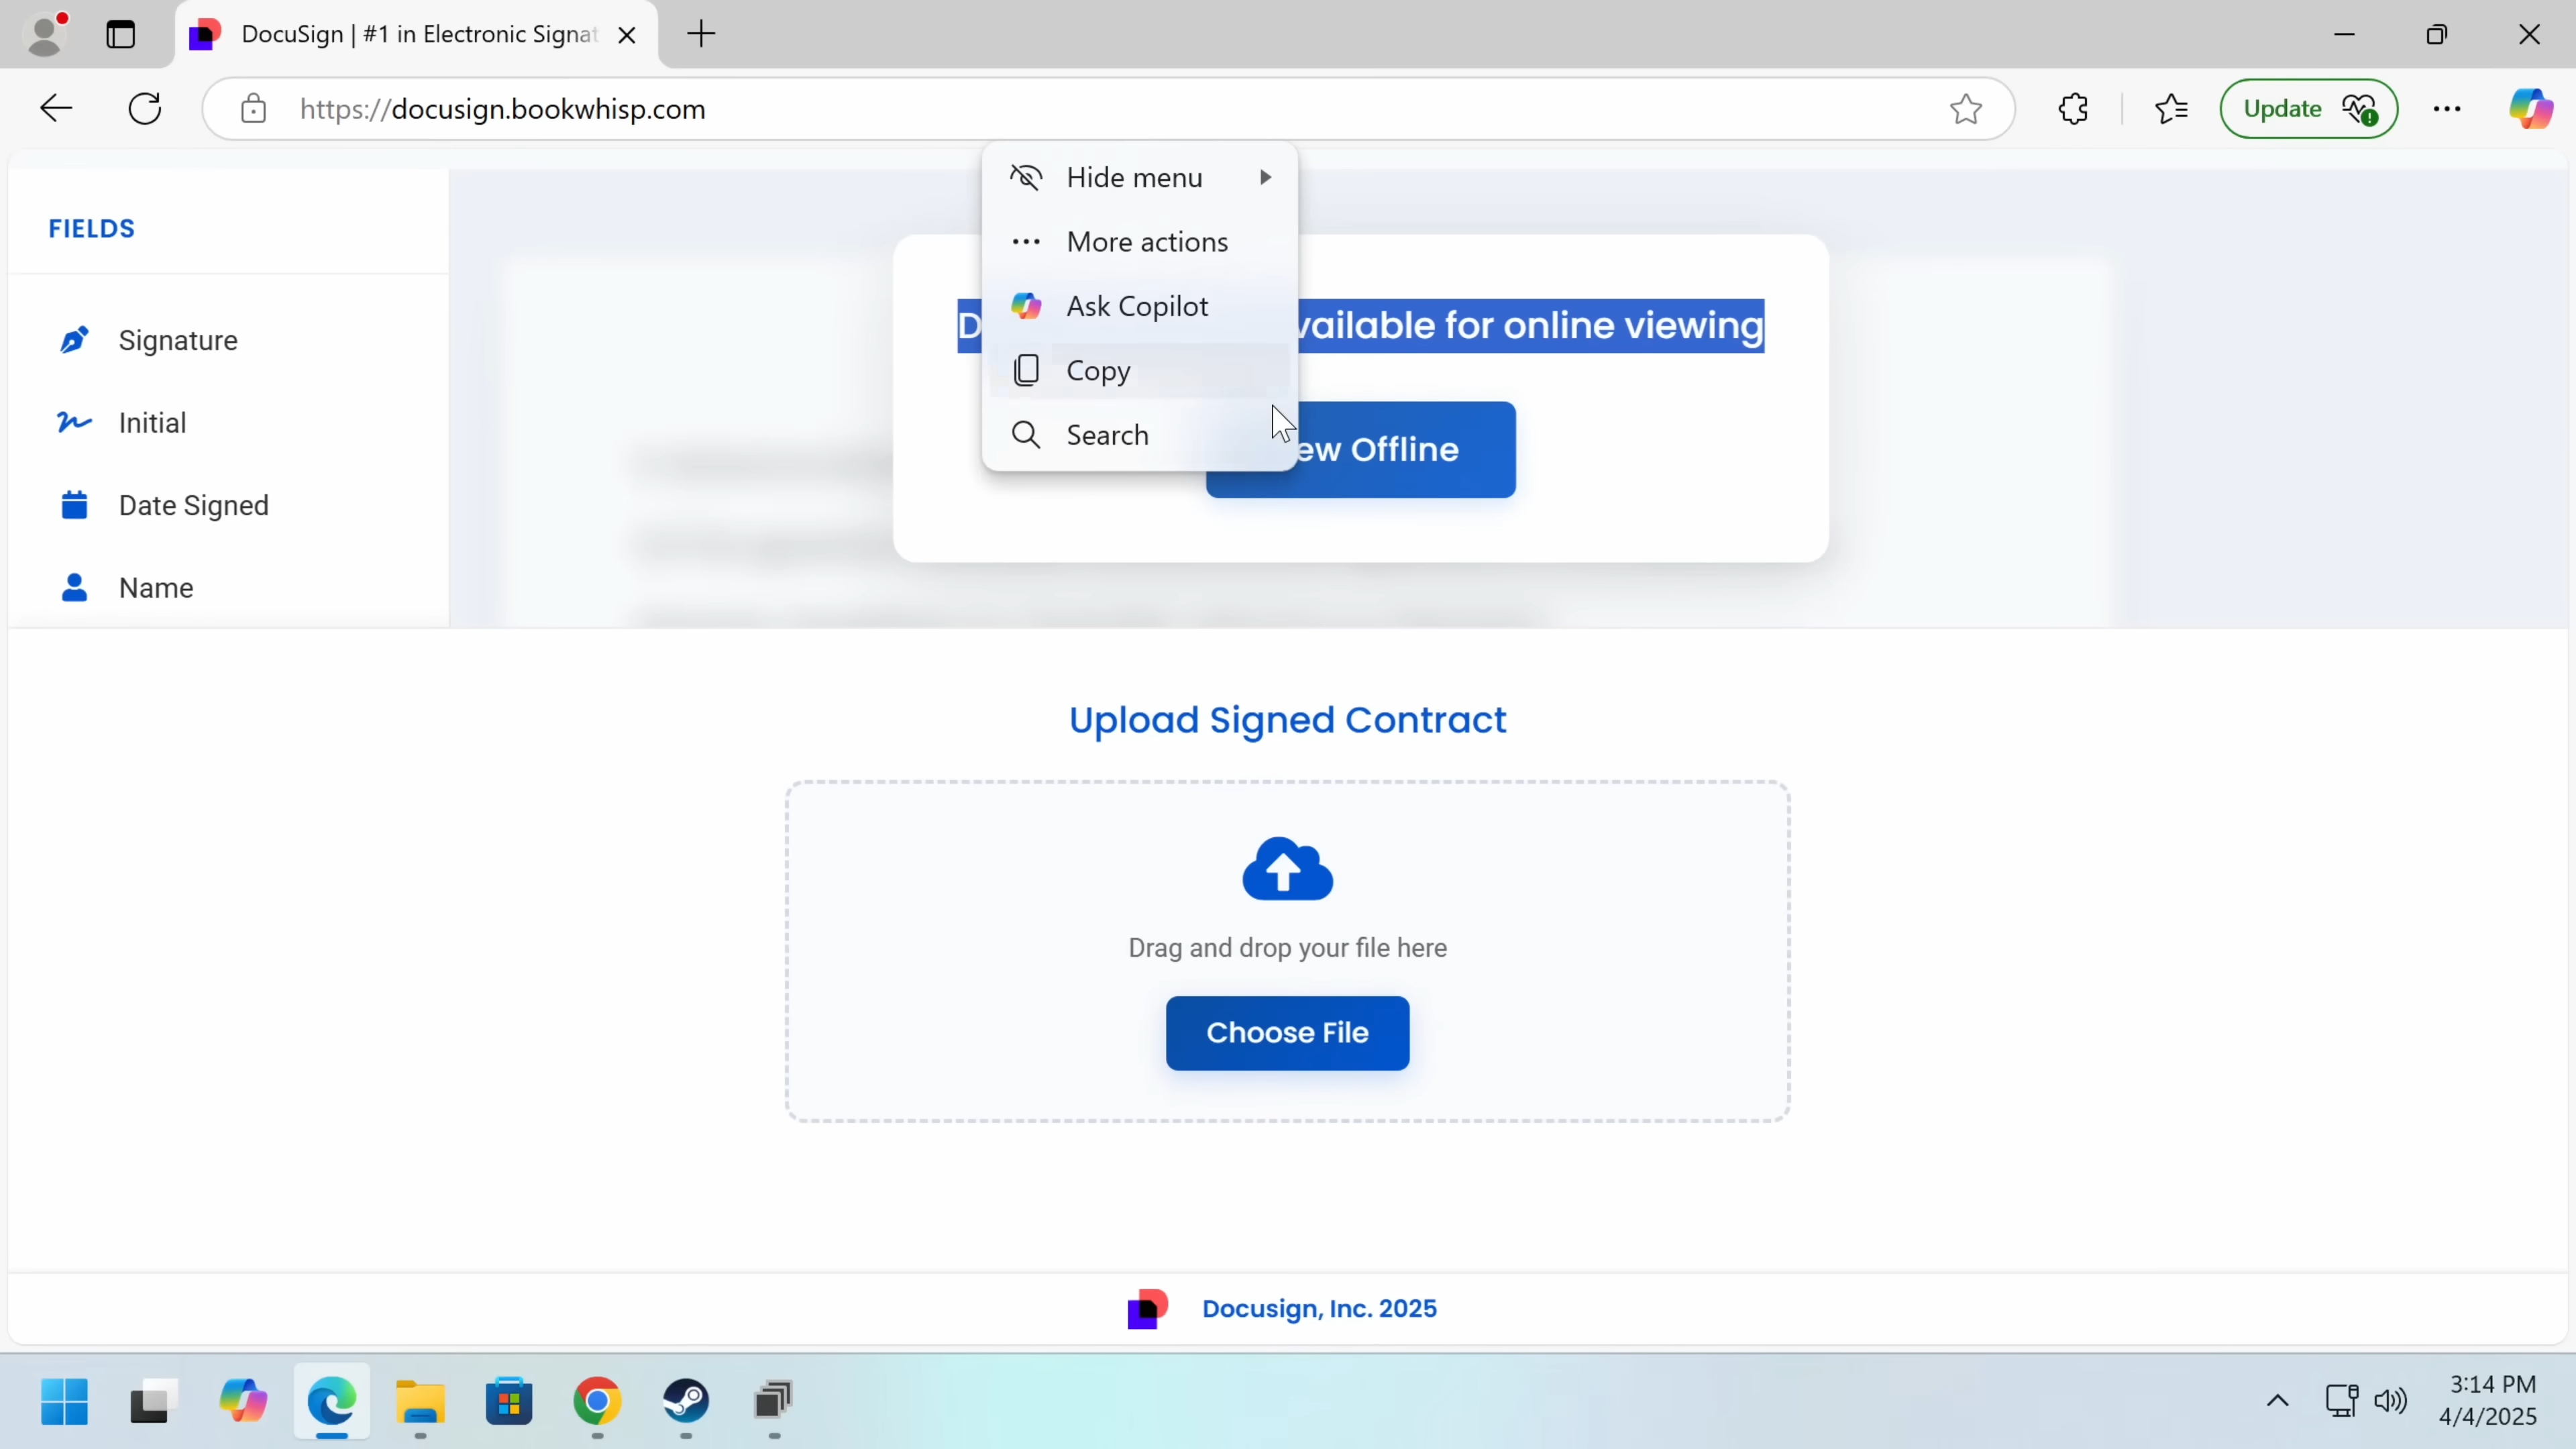 DocuSign | #1 in Electronic Signat
https://docusign.bookwhisp.com
Update
Hide menu
More actions
Ask Copilot
Copy
Search
FIELDS
Signature
Initial
Date Signed
Name
D vailable for online viewing
ew Offline
Upload Signed Contract
Drag and drop your file here
Choose File
Docusign, Inc. 2025
3:14 PM
4/4/2025